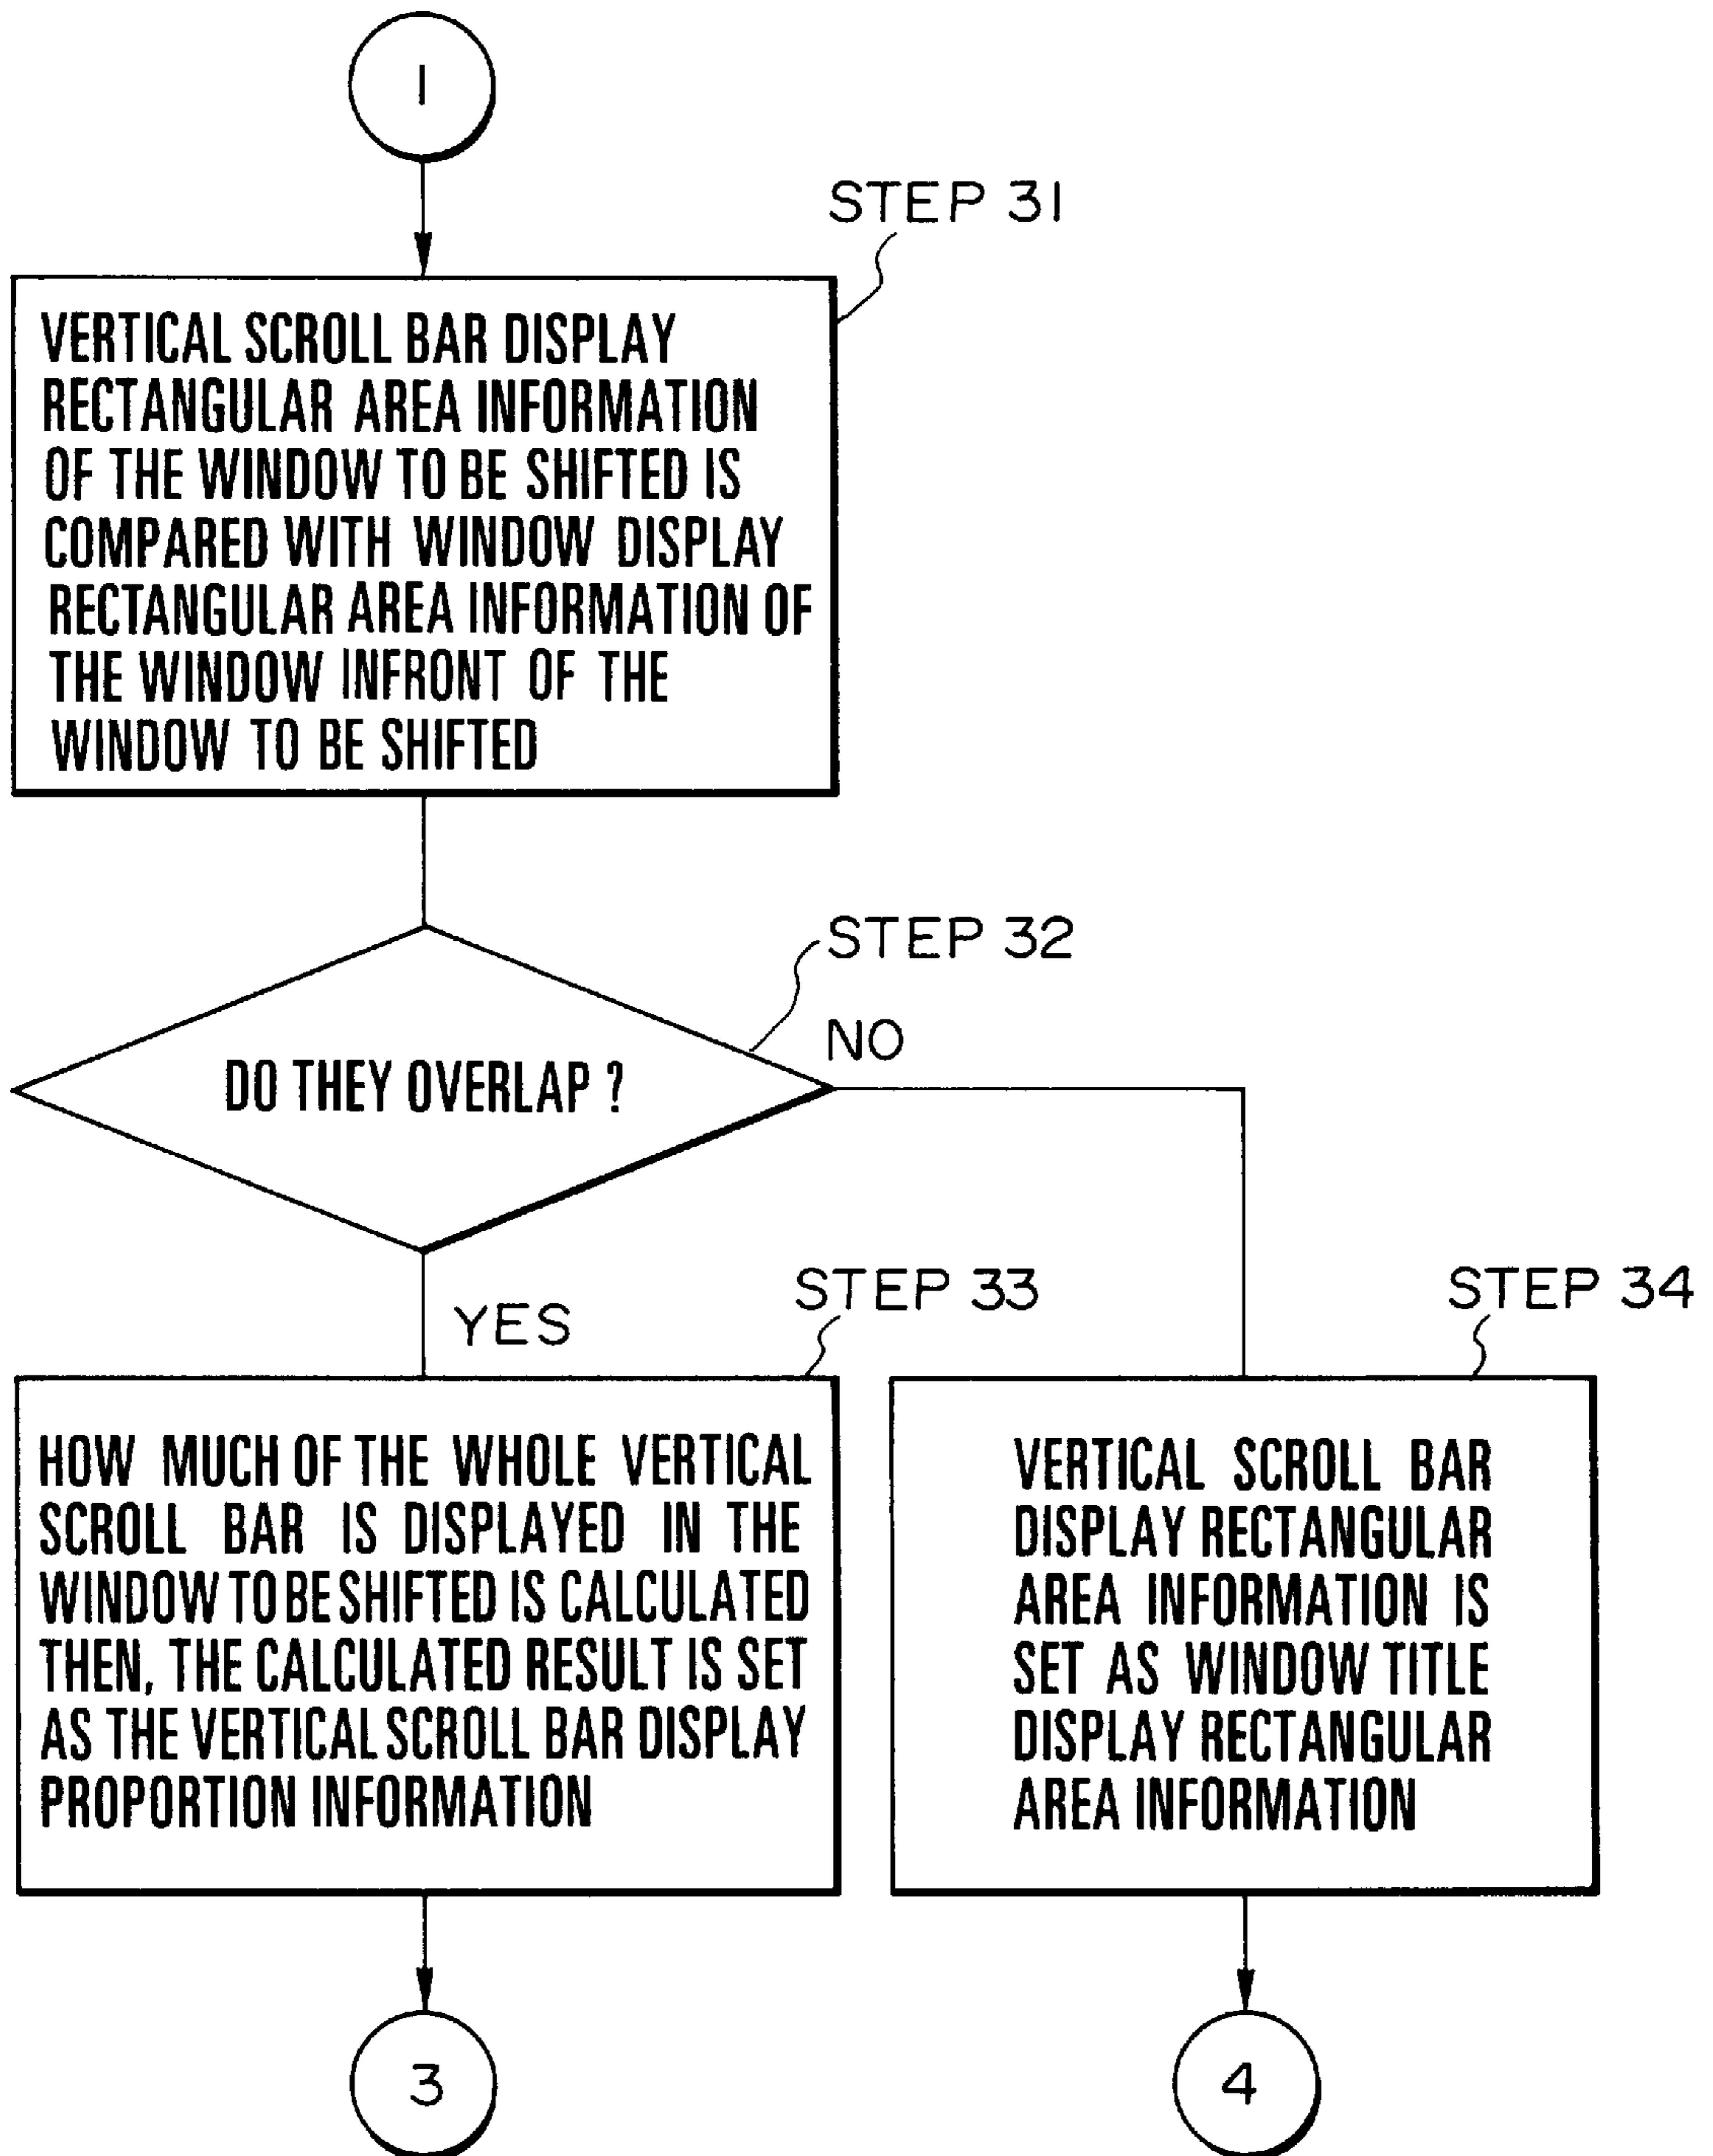 1
STEP 31
VERTICAL SCROLL BAR DISPLAY
RECTANGULAR AREA INFORMATION
OF THE WINDOW TO BE SHIFTED IS
COMPARED WITH WINDOW DISPLAY
RECTANGULAR AREA INFORMATION OF
THE WINDOW INFRONT OF THE
WINDOW TO BE SHIFTED
STEP 32
NO
DO THEY OVERLAP ?
YES
STEP 33
HOW MUCH OF THE WHOLE VERTICAL
SCROLL BAR IS DISPLAYED IN THE
WINDOW TO BE SHIFTED IS CALCULATED
THEN, THE CALCULATED RESULT IS SET
AS THE VERTICAL SCROLL BAR DISPLAY
PROPORTION INFORMATION
STEP 34
VERTICAL SCROLL BAR
DISPLAY RECTANGULAR
AREA INFORMATION IS
SET AS WINDOW TITLE
DISPLAY RECTANGULAR
AREA INFORMATION
3
4